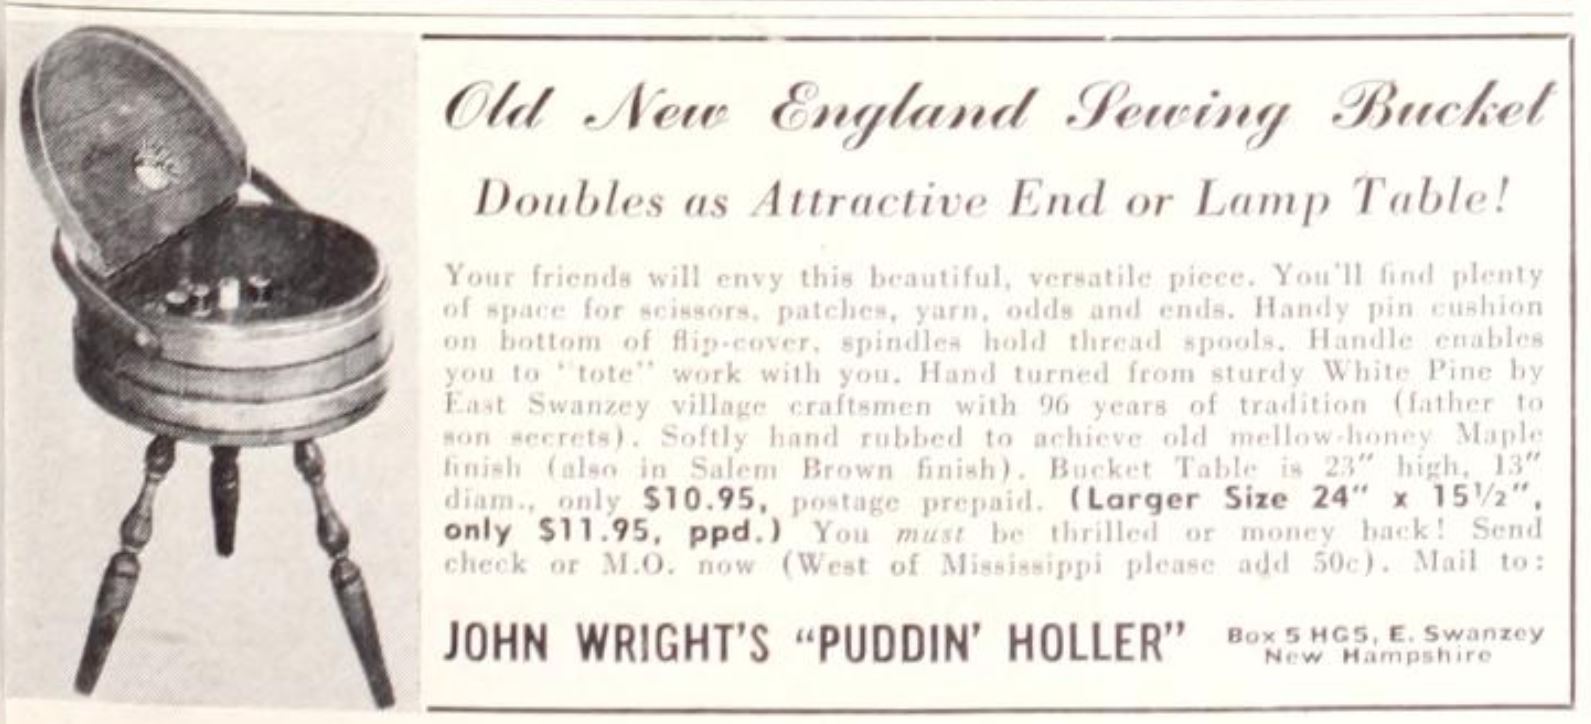 Old New England Sewing Bucket
Doubles as Attractive End or Lamp Table!
Your friends will envy this beautiful, versatile piece. You'll find plenty
of space for scissors, patches, yarn, odds and ends. Handy pin cushion
on bottom of flip-cover, spindles hold thread spools. Handle enables
you to "tote" work with you. Hand turned from sturdy White Pine by
East Swanzey village craftsmen with 96 years of tradition (father to
son secrets). Softly hand rubbed to achieve old mellow-honey Maple
finish (also in Salem Brown finish). Bucket Table is 23" high, 13"
diam., only $10.95, postage prepaid. (Larger Size 24" x 15½",
only $11.95, ppd.) You must be thrilled or money back! Send
check or M.O. now (West of Mississippi please add 50c). Mail to:
JOHN WRIGHT'S "PUDDIN' HOLLER"
Box 5 HG5, E. Swanzey
New Hampshire